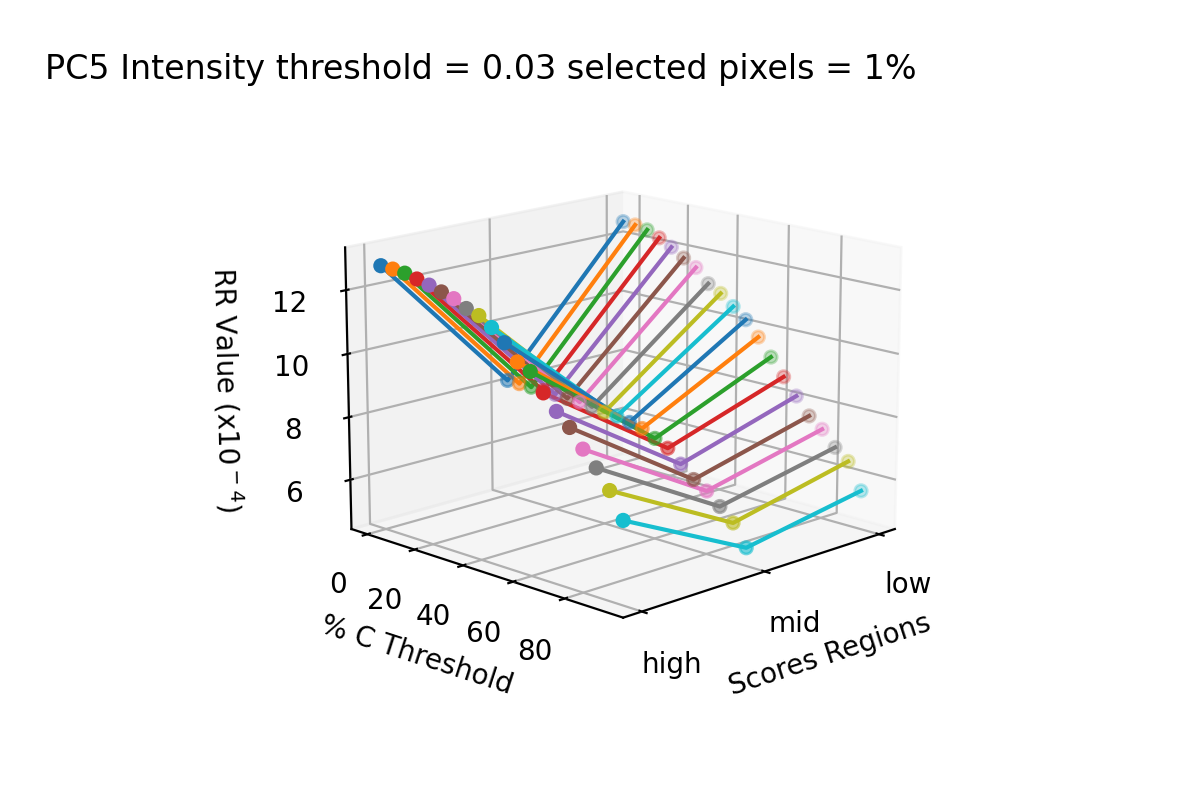 PC5 Intensity threshold = 0.03 selected pixels = 1%
RR Value (x10⁻⁴)
12
10
8
6
0
20
40
60
80
% C Threshold
high
mid
low
Scores Regions